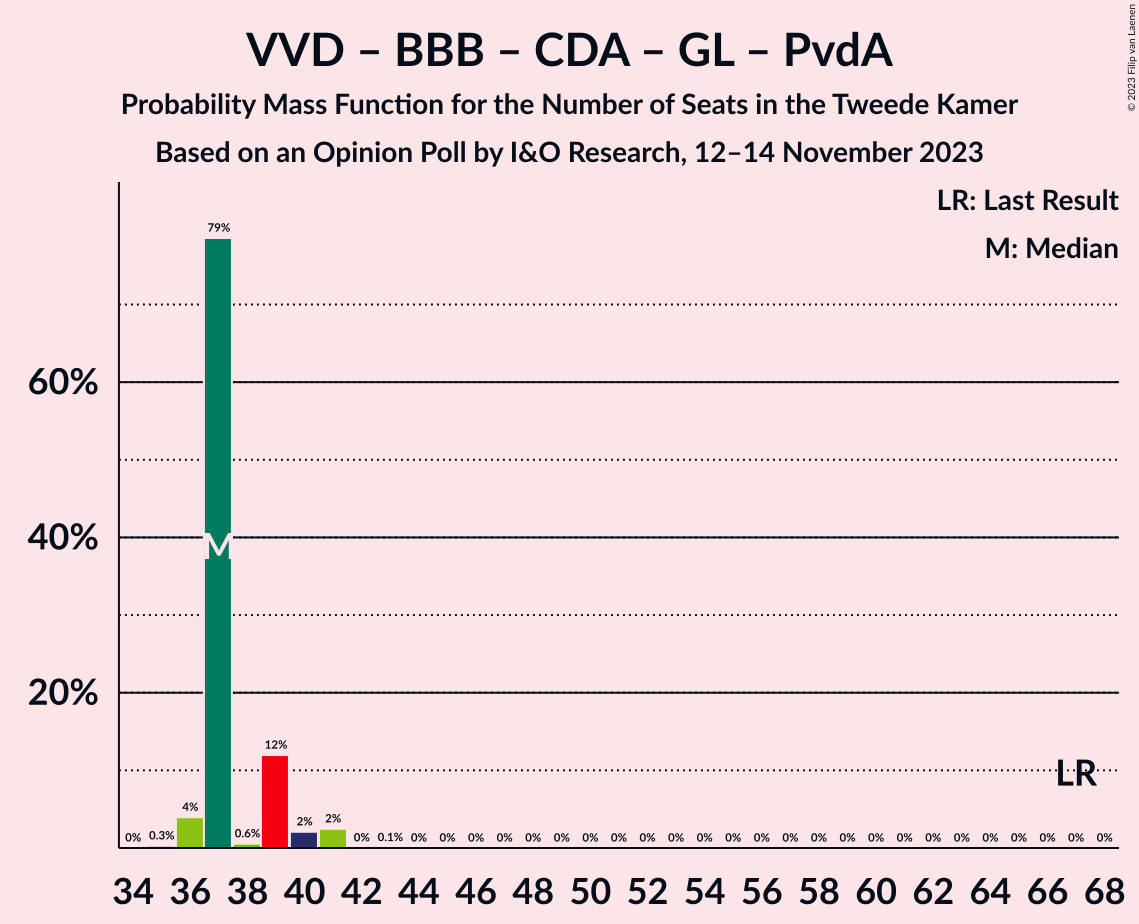 VVD – BBB – CDA – GL – PvdA
Probability Mass Function for the Number of Seats in the Tweede Kamer
Based on an Opinion Poll by I&O Research, 12–14 November 2023
© 2023 Filip van Laenen
LR: Last Result
M: Median
60%
40%
20%
0% 0.3% 4% 79% 0.6% 12% 2% 2% 0% 0.1% 0% 0% 0% 0% 0% 0% 0% 0% 0% 0% 0% 0% 0% 0% 0% 0% 0% 0% 0% 0% 0% 0% 0% 0% 0%
M
LR
34 36 38 40 42 44 46 48 50 52 54 56 58 60 62 64 66 68